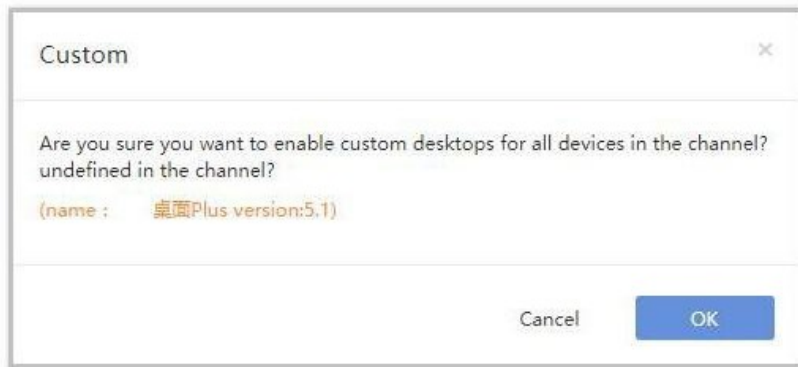 Custom
×
Are you sure you want to enable custom desktops for all devices in the channel?
undefined in the channel?
(name : 桌面Plus version:5.1)
Cancel
OK